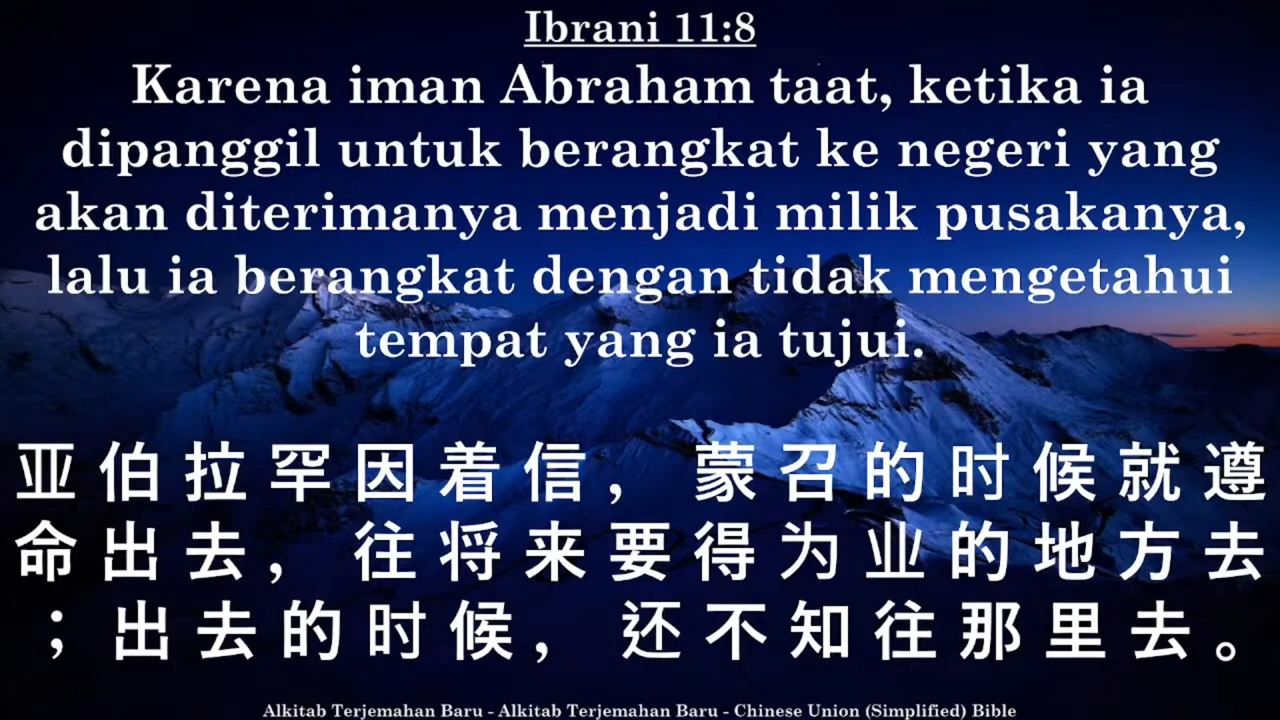 Ibrani 11:8
Karena iman Abraham taat, ketika ia
dipanggil untuk berangkat ke negeri yang
akan diterimanya menjadi milik pusakanya,
lalu ia berangkat dengan tidak mengetahui
tempat yang ia tujui.
亚伯拉罕因着信，蒙召的时候就遵
命出去，往将来要得为业的地方去
；出去的时候，还不知往那里去。
Alkitab Terjemahan Baru - Alkitab Terjemahan Baru - Chinese Union (Simplified) Bible